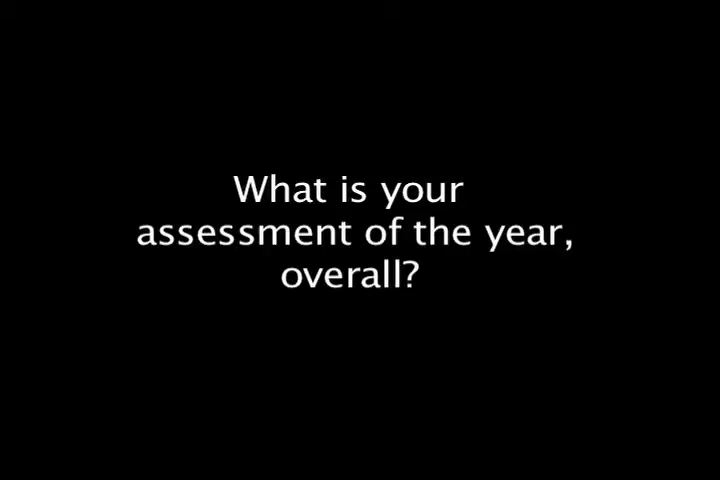 What is your
assessment of the year,
overall?